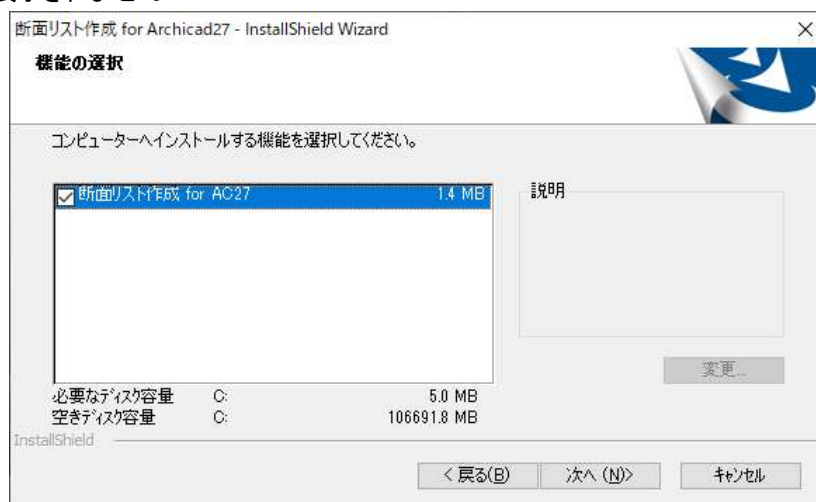 断面リスト作成 for Archicad27 - InstallShield Wizard
機能の選択
コンピューターへインストールする機能を選択してください。
断面リスト作成 for AC27 1.4 MB
説明
変更...
必要なディスク容量 C: 5.0 MB
空きディスク容量 C: 106691.8 MB
InstallShield
< 戻る(B) 次へ (N)> キャンセル